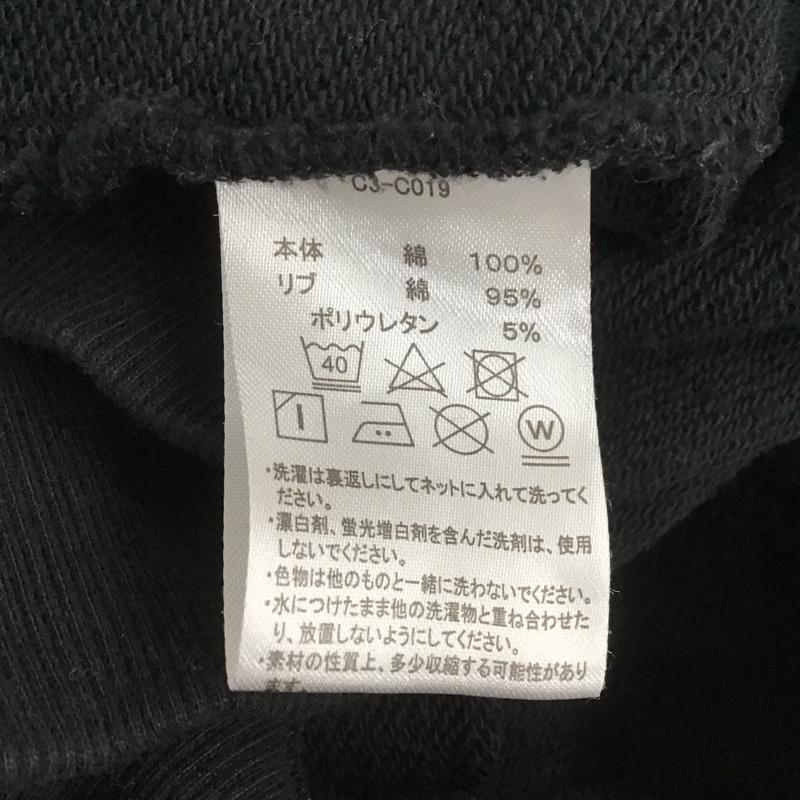 C3-C019
本体 綿 100%
リブ 綿 95%
ポリウレタン 5%
40
W
・洗濯は裏返しにしてネットに入れて洗ってく
ださい。
・漂白剤、蛍光増白剤を含んだ洗剤は、使用
しないでください。
・色物は他のものと一緒に洗わないでください。
・水につけたまま他の洗濯物と重ね合わせた
り、放置しないようにしてください。
・素材の性質上、多少収縮する可能性があり
ます。